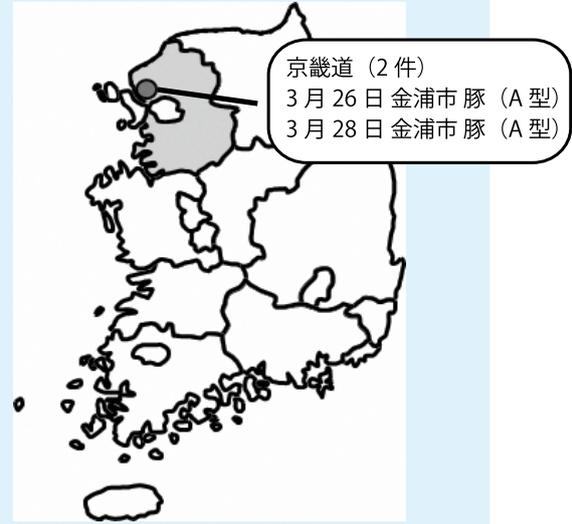 京畿道（2 件）
3 月 26 日 金浦市 豚（A 型）
3 月 28 日 金浦市 豚（A 型）